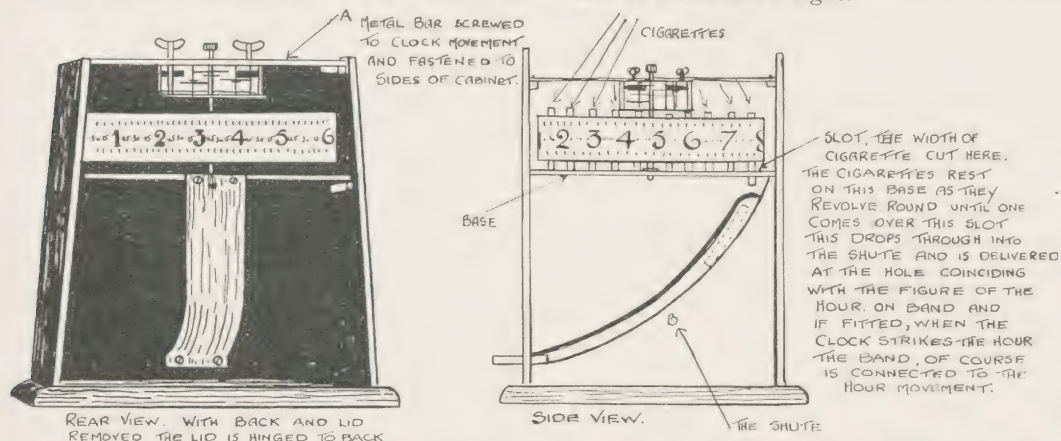 A
METAL BAR SCREWED
TO CLOCK MOVEMENT
AND FASTENED TO
SIDES OF CABINET.
1 2 3 4 5 6
REAR VIEW. WITH BACK AND LID
REMOVED THE LID IS HINGED TO BACK
CIGARETTES
1 2 3 4 5 6 7 8
BASE
B
SIDE VIEW.
THE SHUTE
SLOT, THE WIDTH OF
CIGARETTE CUT HERE.
THE CIGARETTES REST
ON THIS BASE AS THEY
REVOLVE ROUND UNTIL ONE
COMES OVER THIS SLOT
THIS DROPS THROUGH INTO
THE SHUTE AND IS DELIVERED
AT THE HOLE COINCIDING
WITH THE FIGURE OF THE
HOUR. ON BAND AND
IF FITTED, WHEN THE
CLOCK STRIKES THE HOUR
THE BAND, OF COURSE
IS CONNECTED TO THE
HOUR MOVEMENT.